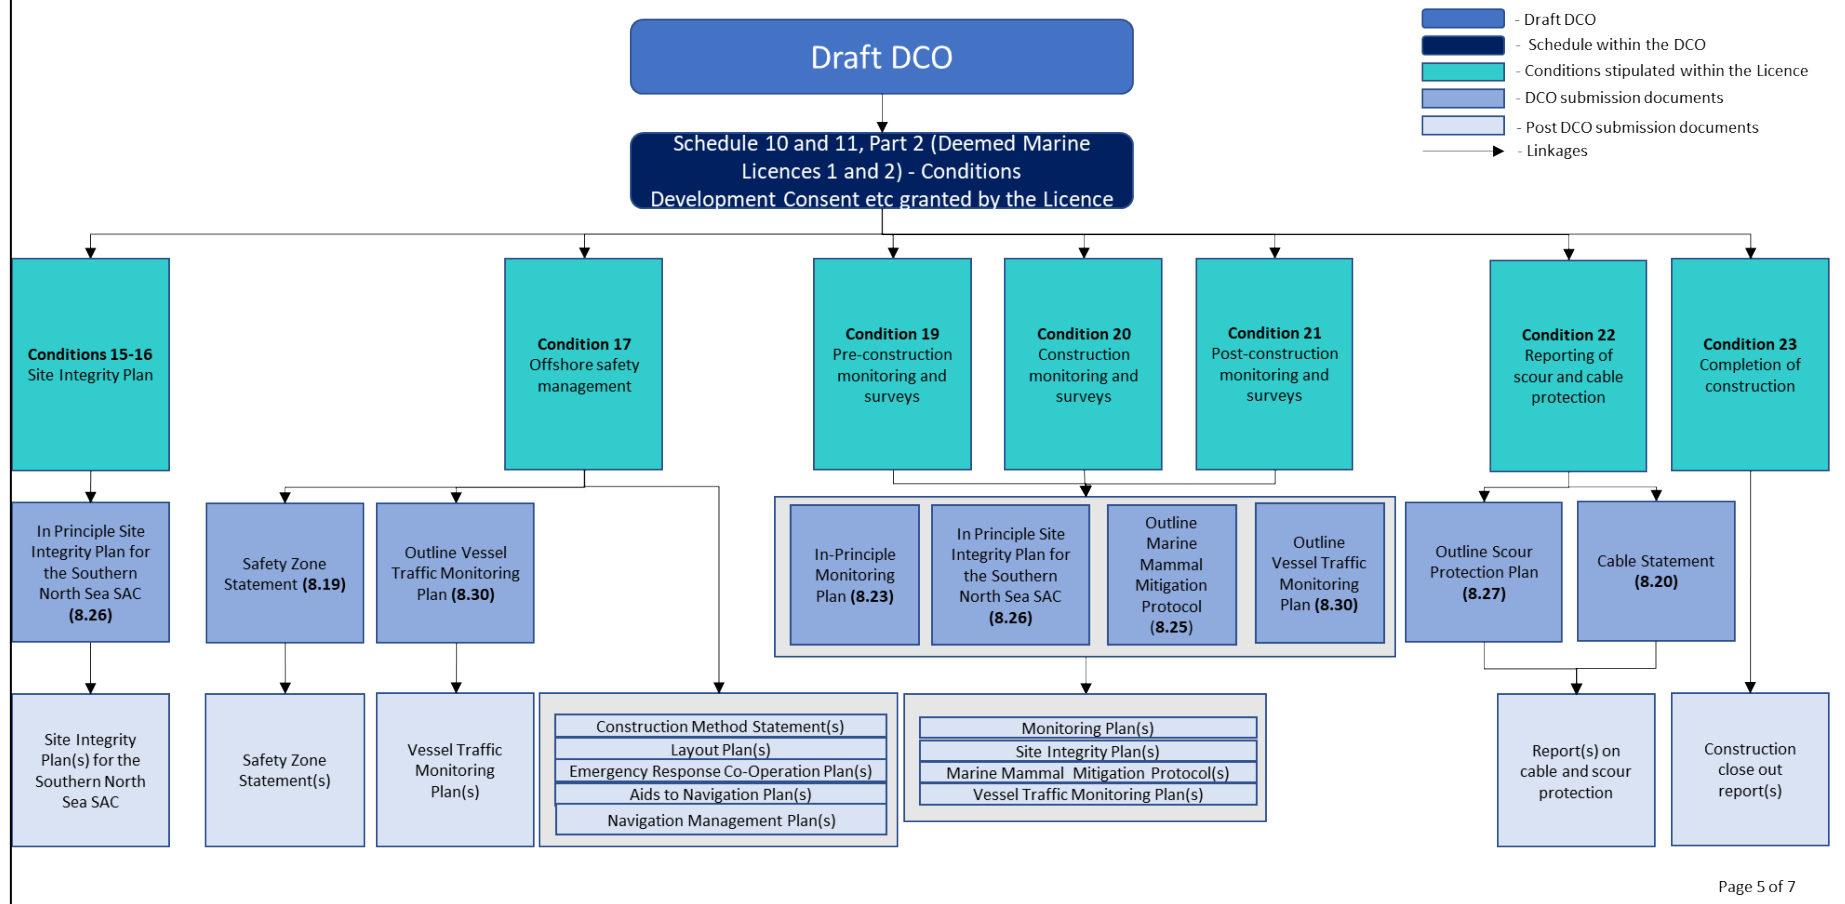 Draft DCO
- Draft DCO
- Schedule within the DCO
- Conditions stipulated within the Licence
- DCO submission documents
- Post DCO submission documents
- Linkages
Schedule 10 and 11, Part 2 (Deemed Marine
Licences 1 and 2) - Conditions
Development Consent etc granted by the Licence
Conditions 15-16
Site Integrity Plan
Condition 17
Offshore safety
management
Condition 19
Pre-construction
monitoring and
surveys
Condition 20
Construction
monitoring and
surveys
Condition 21
Post-construction
monitoring and
surveys
Condition 22
Reporting of
scour and cable
protection
Condition 23
Completion of
construction
In Principle Site
Integrity Plan for
the Southern
North Sea SAC
(8.26)
Safety Zone
Statement (8.19)
Outline Vessel
Traffic Monitoring
Plan (8.30)
In-Principle
Monitoring
Plan (8.23)
In Principle Site
Integrity Plan for
the Southern
North Sea SAC
(8.26)
Outline
Marine
Mammal
Mitigation
Protocol
(8.25)
Outline
Vessel Traffic
Monitoring
Plan (8.30)
Outline Scour
Protection Plan
(8.27)
Cable Statement
(8.20)
Site Integrity
Plan(s) for the
Southern North
Sea SAC
Safety Zone
Statement(s)
Vessel Traffic
Monitoring
Plan(s)
Construction Method Statement(s)
Layout Plan(s)
Emergency Response Co-Operation Plan(s)
Aids to Navigation Plan(s)
Navigation Management Plan(s)
Monitoring Plan(s)
Site Integrity Plan(s)
Marine Mammal Mitigation Protocol(s)
Vessel Traffic Monitoring Plan(s)
Report(s) on
cable and scour
protection
Construction
close out
report(s)
Page 5 of 7